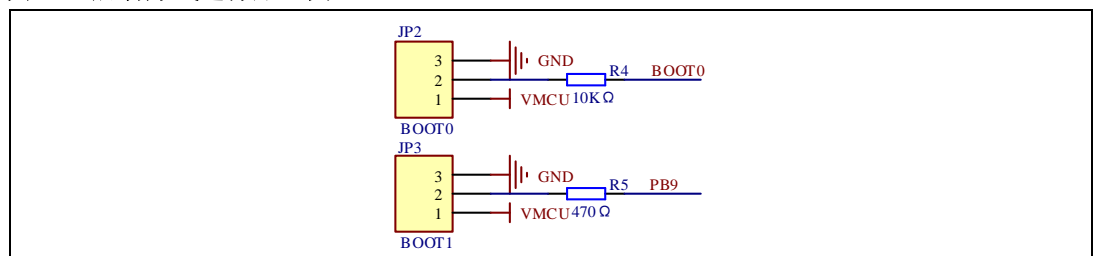 JP2
3 GND
2 R4 BOOT0
1 VMCU 10KΩ
BOOT0
JP3
3 GND
2 R5 PB9
1 VMCU 470Ω
BOOT1